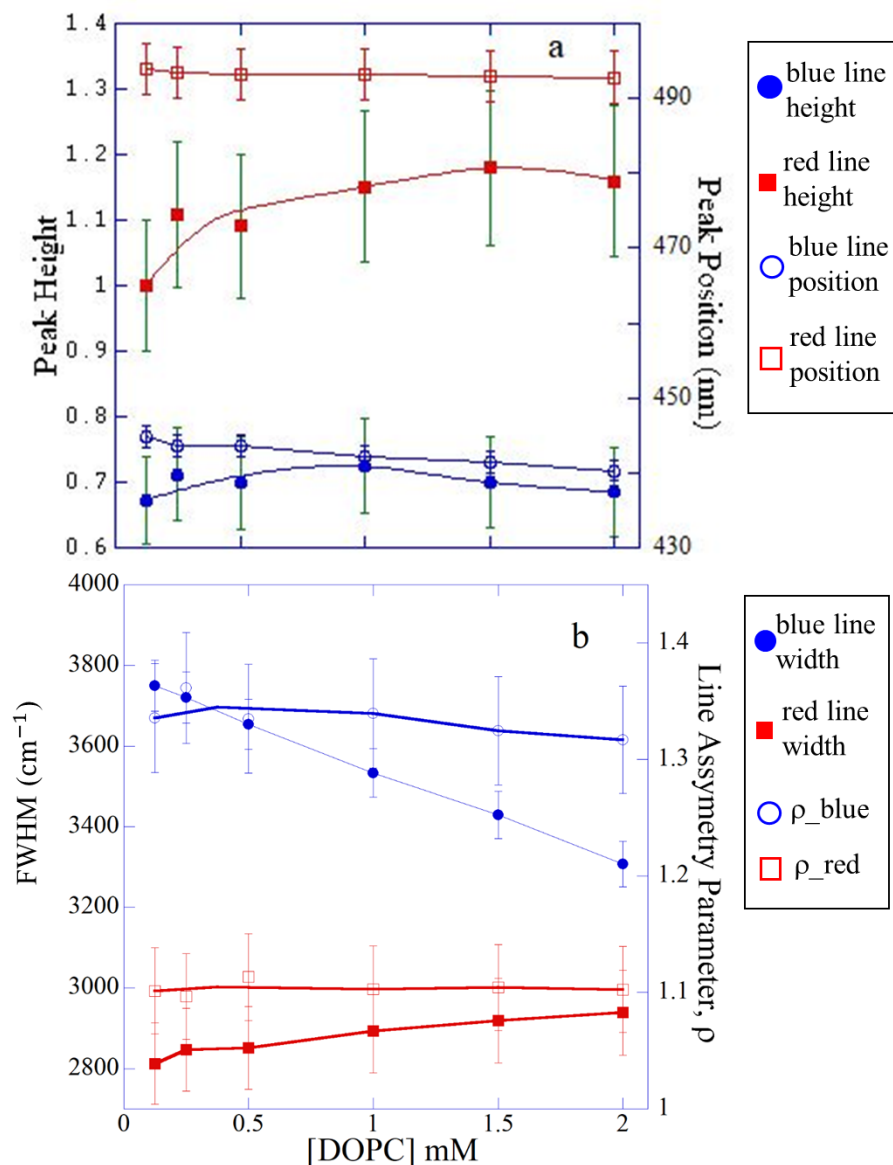 1.4
1.3
1.2
1.1
1
0.9
0.8
0.7
0.6
Peak Height
a
490
470
450
430
Peak Position (nm)
blue line
height
red line
height
blue line
position
red line
position
4000
3800
3600
3400
3200
3000
2800
FWHM (cm⁻¹)
b
1.4
1.3
1.2
1.1
1
Line Assymetry Parameter, ρ
0
0.5
1
1.5
2
[DOPC] mM
blue line
width
red line
width
ρ_blue
ρ_red